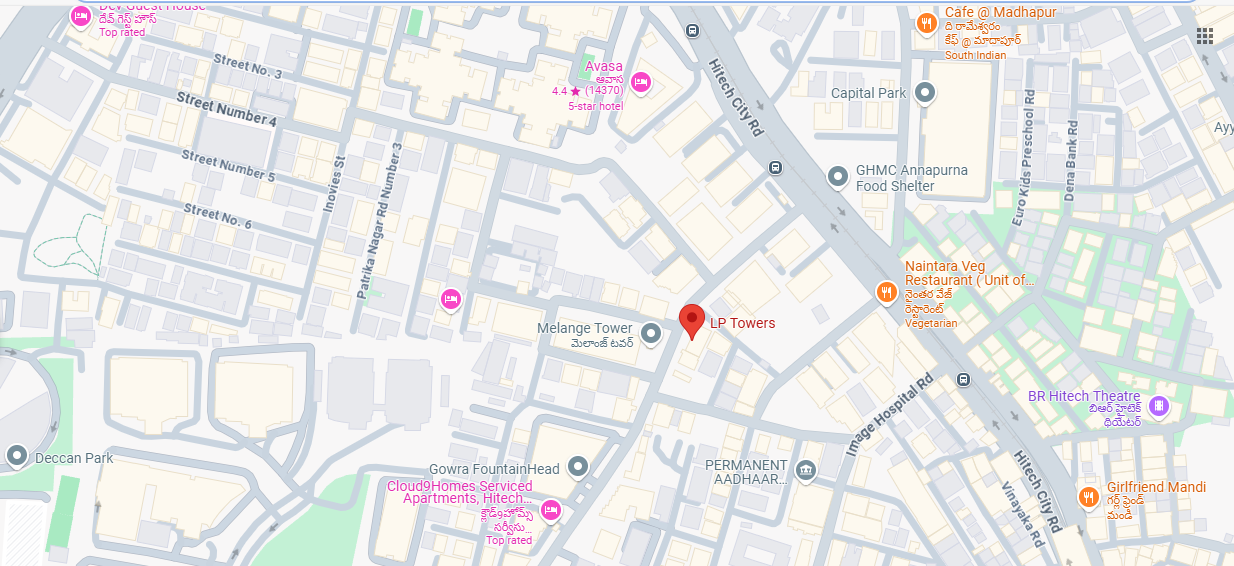 Dev Guest House
దేవ్ గెస్ట్ హౌస్
Top rated
Street No. 3
Street Number 4
Street Number 5
Street No. 6
Inovies St
Patrika Nagar Rd Number 3
Avasa
ఆవాస
4.4 ★ (14370)
5-star hotel
Hitech City Rd
Cafe @ Madhapur
ది రామేశ్వరం
కేఫ్ @ మాదాపూర్
South Indian
Capital Park
Euro Kids Preschool Rd
Dena Bank Rd
Ayy
GHMC Annapurna
Food Shelter
Naintara Veg
Restaurant ( Unit of…
నైంతర వేజ్
రెస్టారెంట్
Vegetarian
LP Towers
Melange Tower
మెలాంజ్ టవర్
BR Hitech Theatre
బిఆర్ హైటెక్
థియేటర్
Image Hospital Rd
Deccan Park
Gowra FountainHead
PERMANENT
AADHAAR…
Cloud9Homes Serviced
Apartments, Hitech…
క్లౌడ్9హోమ్స్
సర్వీసు…
Top rated
Hitech City Rd
Vinayaka Rd
Girlfriend Mandi
గర్ల్ ఫ్రెండ్
మండి